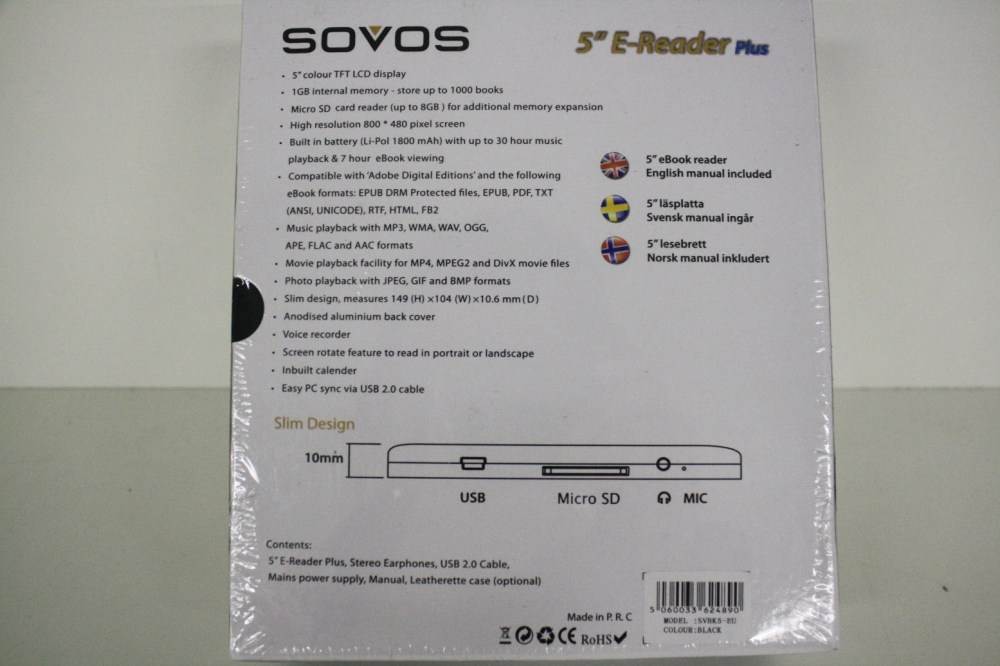 SOVOS
5" E-Reader Plus
• 5" colour TFT LCD display
• 1GB internal memory - store up to 1000 books
• Micro SD card reader (up to 8GB ) for additional memory expansion
• High resolution 800 * 480 pixel screen
• Built in battery (Li-Pol 1800 mAh) with up to 30 hour music
playback & 7 hour eBook viewing
• Compatible with 'Adobe Digital Editions' and the following
eBook formats: EPUB DRM Protected files, EPUB, PDF, TXT
(ANSI, UNICODE), RTF, HTML, FB2
• Music playback with MP3, WMA, WAV, OGG,
APE, FLAC and AAC formats
• Movie playback facility for MP4, MPEG2 and DivX movie files
• Photo playback with JPEG, GIF and BMP formats
• Slim design, measures 149 (H) ×104 (W) ×10.6 mm (D)
• Anodised aluminium back cover
• Voice recorder
• Screen rotate feature to read in portrait or landscape
• Inbuilt calender
• Easy PC sync via USB 2.0 cable
5" eBook reader
English manual included
5" läsplatta
Svensk manual ingår
5" lesebrett
Norsk manual inkludert
Slim Design
10mm
USB
Micro SD
MIC
Contents:
5" E-Reader Plus, Stereo Earphones, USB 2.0 Cable,
Mains power supply, Manual, Leatherette case (optional)
Made in P. R. C
CE RoHS
5 060033 624890
MODEL :SVBK5-EU
COLOUR:BLACK